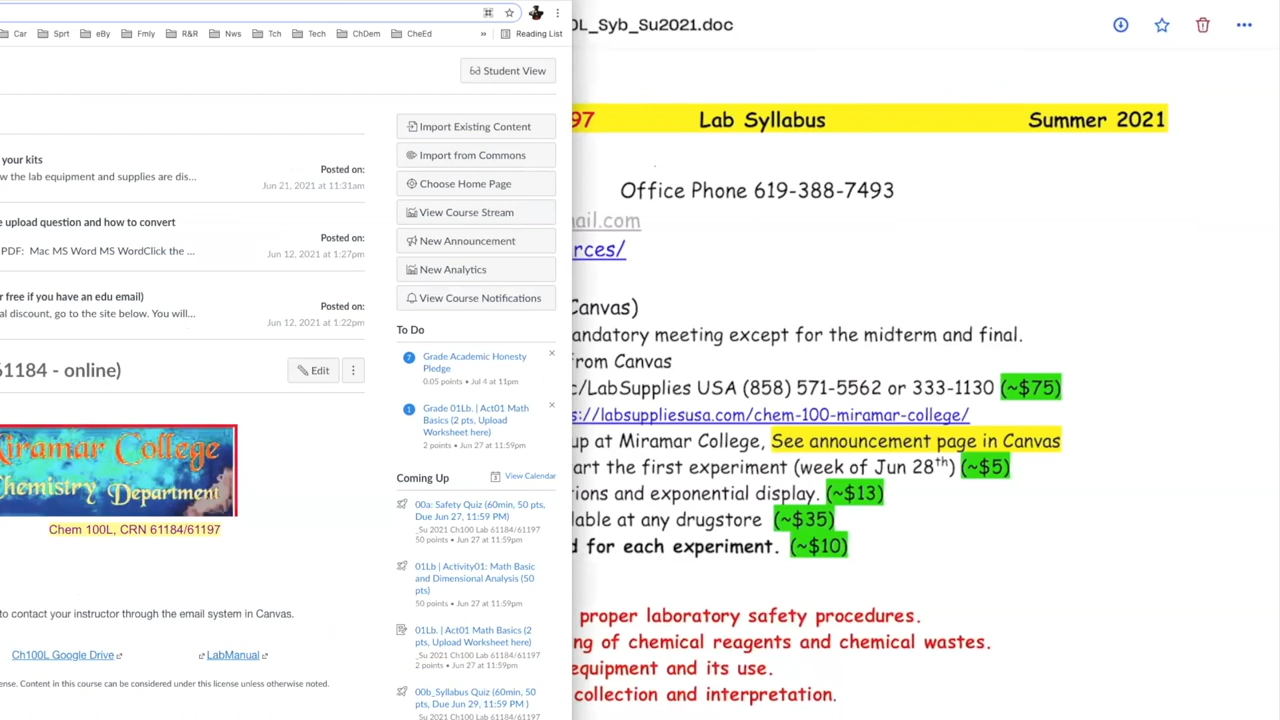 Car Sprt eBy Fmly R&R Nws Tch Tech ChDem CheEd » Reading List
Student View
your kits
w the lab equipment and supplies are dis...
Posted on:
Jun 21, 2021 at 11:31am
e upload question and how to convert
PDF: Mac MS Word MS WordClick the ...
Posted on:
Jun 12, 2021 at 1:27pm
r free if you have an edu email)
al discount, go to the site below. You will...
Posted on:
Jun 12, 2021 at 1:22pm
61184 - online)
Edit
Miramar College
Chemistry Department
Chem 100L, CRN 61184/61197
to contact your instructor through the email system in Canvas.
Ch100L Google Drive
LabManual
ense. Content in this course can be considered under this license unless otherwise noted.
Import Existing Content
Import from Commons
Choose Home Page
View Course Stream
New Announcement
New Analytics
View Course Notifications
To Do
7
Grade Academic Honesty
Pledge
0.05 points • Jul 4 at 11pm
1
Grade 01Lb. | Act01 Math
Basics (2 pts, Upload
Worksheet here)
2 points • Jun 27 at 11:59pm
Coming Up
View Calendar
00a: Safety Quiz (60min, 50 pts,
Due Jun 27, 11:59 PM)
_Su 2021 Ch100 Lab 61184/61197
50 points • Jun 27 at 11:59pm
01Lb | Activity01: Math Basic
and Dimensional Analysis (50
pts)
50 points • Jun 27 at 11:59pm
01Lb. | Act01 Math Basics (2
pts, Upload Worksheet here)
_Su 2021 Ch100 Lab 61184/61197
2 points • Jun 27 at 11:59pm
00b_Syllabus Quiz (60min, 50
pts, Due Jun 29, 11:59 PM )
_Su 2021 Ch100 Lab 61184/61197
0L_Syb_Su2021.doc
97 Lab Syllabus Summer 2021
Office Phone 619-388-7493
ail.com
rces/
Canvas)
andatory meeting except for the midterm and final.
from Canvas
c/LabSupplies USA (858) 571-5562 or 333-1130 (~$75)
s://labsuppliesusa.com/chem-100-miramar-college/
up at Miramar College, See announcement page in Canvas
art the first experiment (week of Jun 28th) (~$5)
tions and exponential display. (~$13)
lable at any drugstore (~$35)
d for each experiment. (~$10)
proper laboratory safety procedures.
ng of chemical reagents and chemical wastes.
equipment and its use.
collection and interpretation.